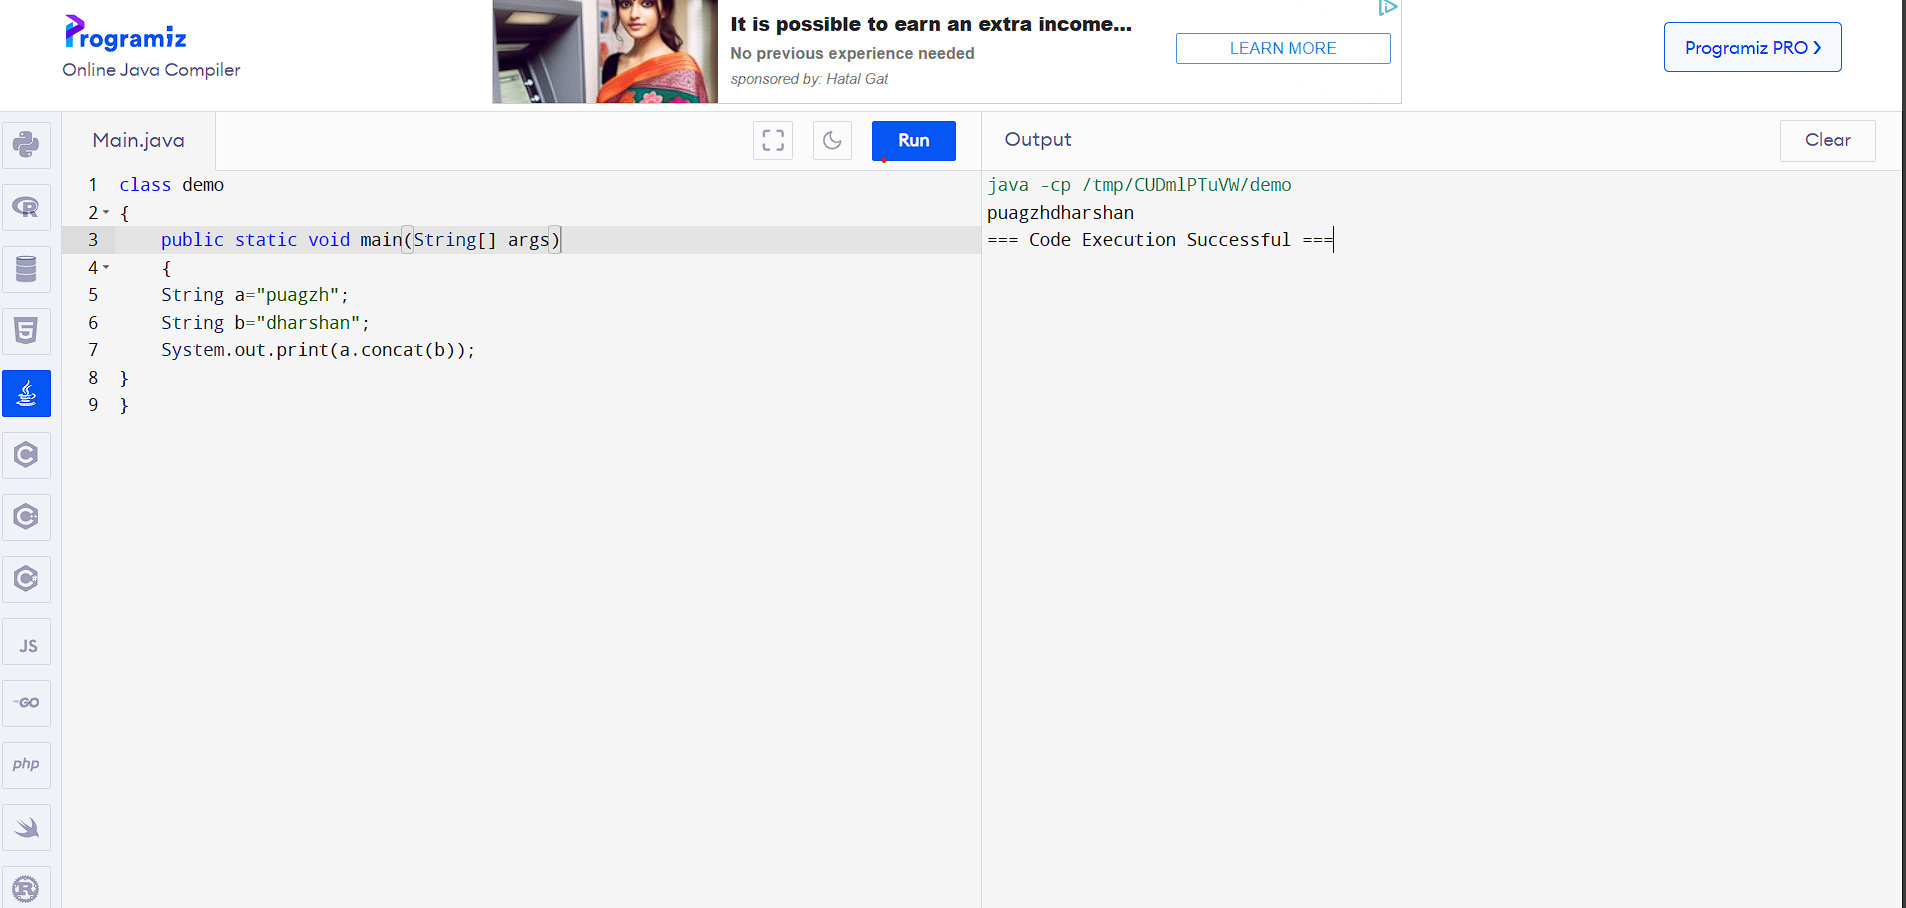 Programiz
Online Java Compiler
It is possible to earn an extra income...
No previous experience needed
sponsored by: Hatal Gat
LEARN MORE
Programiz PRO ❯
Main.java
Run
Output
Clear
1 class demo
2 {
3 public static void main(String[] args)
4 {
5 String a="puagzh";
6 String b="dharshan";
7 System.out.print(a.concat(b));
8 }
9 }
java -cp /tmp/CUDmlPTuVW/demo
puagzhdharshan
=== Code Execution Successful ===
R
5
C
C++
C#
JS
GO
php
R